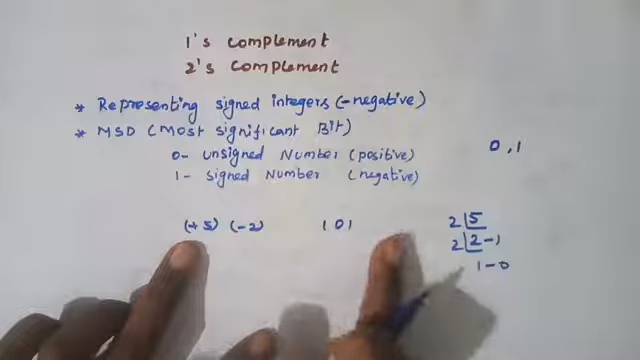 1's complement
2's complement
* Representing signed integers (-negative)
* MSD (Most significant Bit)
0- unsigned Number (positive)
1- signed Number (negative)
0,1
(+5) (-2) 101
2 5
2 2-1
1-0